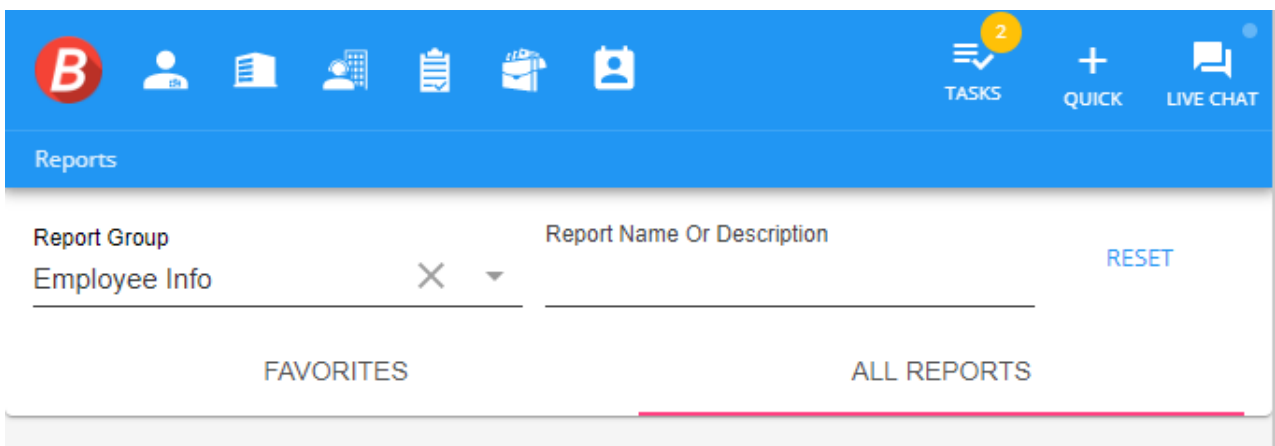 B
2
TASKS
QUICK
LIVE CHAT
Reports
Report Group
Report Name Or Description
Employee Info
RESET
FAVORITES
ALL REPORTS